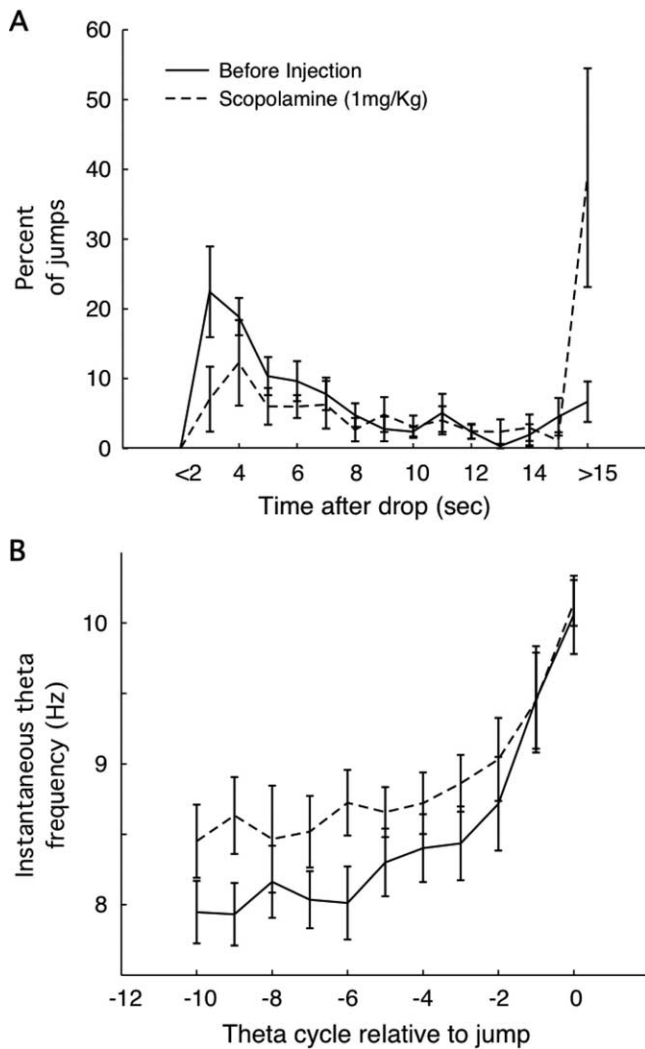 A
60
50
40
30
20
10
0
Percent
of jumps
Before Injection
Scopolamine (1mg/Kg)
<2 4 6 8 10 12 14 >15
Time after drop (sec)
B
10
9
8
Instantaneous theta
frequency (Hz)
-12 -10 -8 -6 -4 -2 0
Theta cycle relative to jump